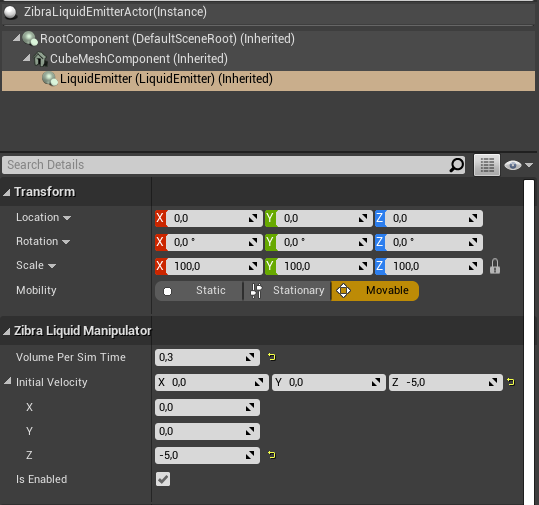 ZibraLiquidEmitterActor(Instance)
RootComponent (DefaultSceneRoot) (Inherited)
CubeMeshComponent (Inherited)
LiquidEmitter (LiquidEmitter) (Inherited)
Search Details
Transform
Location X 0,0 Y 0,0 Z 0,0
Rotation X 0,0 ° Y 0,0 ° Z 0,0 °
Scale X 100,0 Y 100,0 Z 100,0
Mobility Static Stationary Movable
Zibra Liquid Manipulator
Volume Per Sim Time 0,3
Initial Velocity X 0,0 Y 0,0 Z -5,0
X 0,0
Y 0,0
Z -5,0
Is Enabled